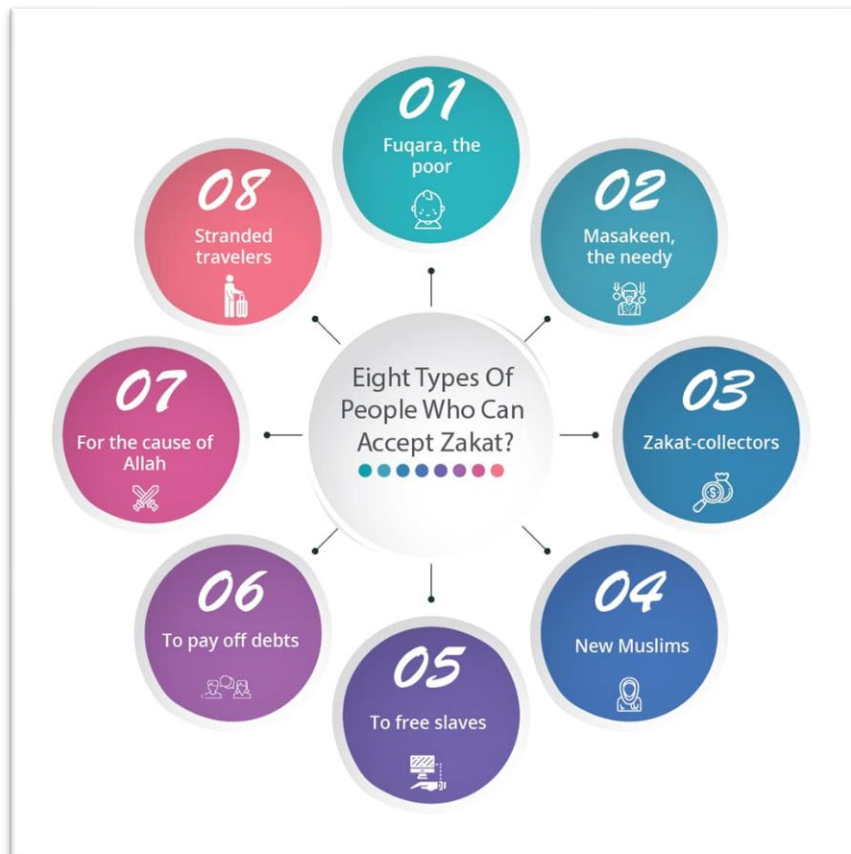 Eight Types Of
People Who Can
Accept Zakat?
01
Fuqara, the
poor
02
Masakeen,
the needy
03
Zakat-collectors
04
New Muslims
05
To free slaves
06
To pay off debts
07
For the cause of
Allah
08
Stranded
travelers